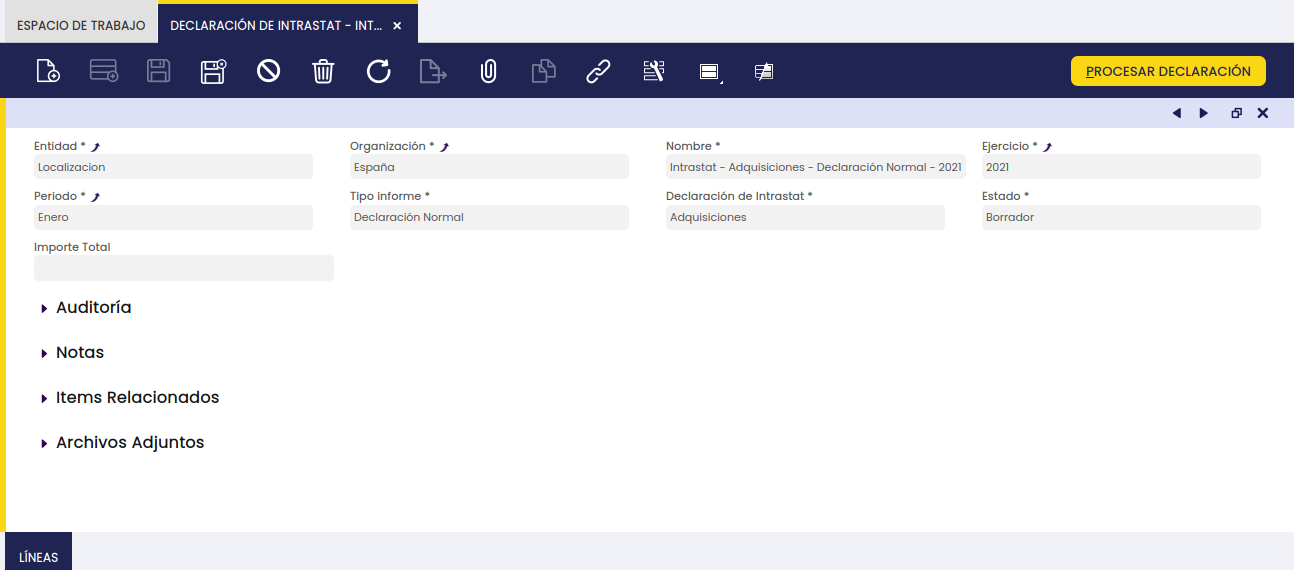 ESPACIO DE TRABAJO
DECLARACIÓN DE INTRASTAT - INT...
PROCESAR DECLARACIÓN
Entidad * Organización * Nombre * Ejercicio *
Localizacion España Intrastat - Adquisiciones - Declaración Normal - 2021 2021
Periodo * Tipo informe * Declaración de Intrastat * Estado *
Enero Declaración Normal Adquisiciones Borrador
Importe Total
Auditoría
Notas
Items Relacionados
Archivos Adjuntos
LÍNEAS